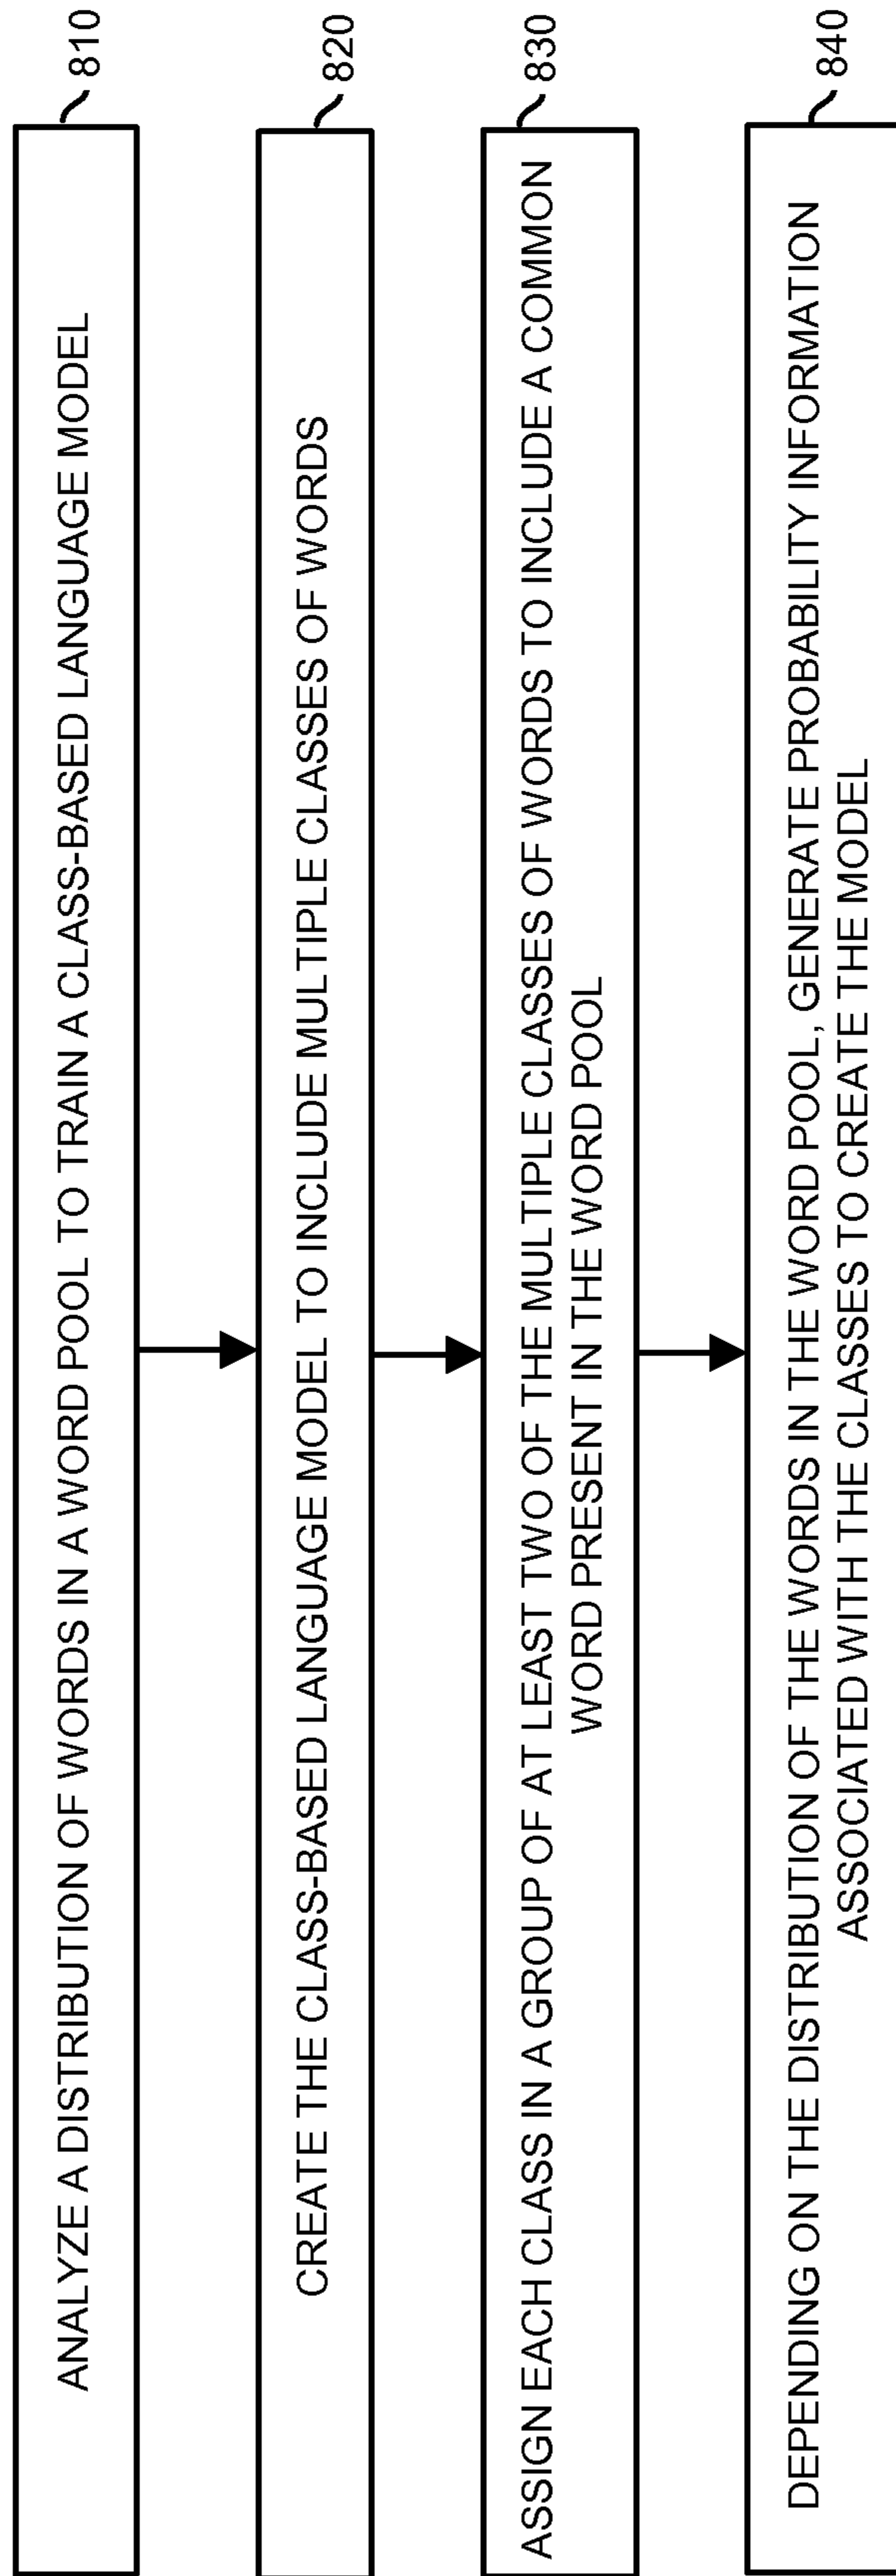 ANALYZE A DISTRIBUTION OF WORDS IN A WORD POOL TO TRAIN A CLASS-BASED LANGUAGE MODEL
810
CREATE THE CLASS-BASED LANGUAGE MODEL TO INCLUDE MULTIPLE CLASSES OF WORDS
820
ASSIGN EACH CLASS IN A GROUP OF AT LEAST TWO OF THE MULTIPLE CLASSES OF WORDS TO INCLUDE A COMMON
WORD PRESENT IN THE WORD POOL
830
DEPENDING ON THE DISTRIBUTION OF THE WORDS IN THE WORD POOL, GENERATE PROBABILITY INFORMATION
ASSOCIATED WITH THE CLASSES TO CREATE THE MODEL
840